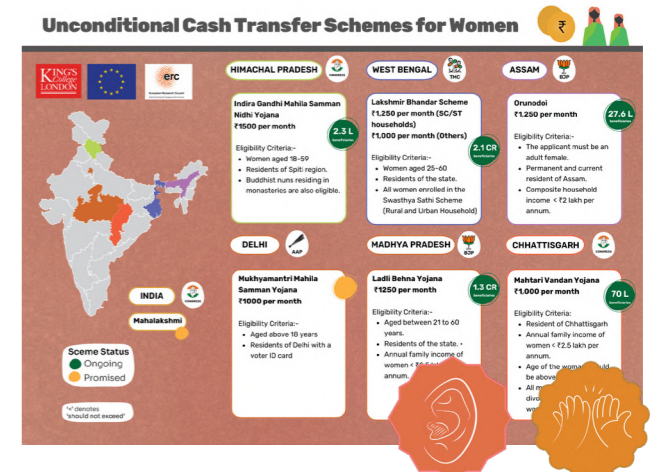 Unconditional Cash Transfer Schemes for Women
₹
KING'S
College
LONDON
erc
European Research Council
HIMACHAL PRADESH
CONGRESS
Indira Gandhi Mahila Samman
Nidhi Yojana
₹1500 per month
2.3 L
beneficiaries
Eligibility Criteria:-
• Women aged 18-59
• Residents of Spiti region.
• Buddhist nuns residing in
monasteries are also eligible.
WEST BENGAL
TMC
Lakshmir Bhandar Scheme
₹1,250 per month (SC/ST
households)
₹1,000 per month (Others)
2.1 CR
beneficiaries
Eligibility Criteria:-
• Women aged 25-60
• Residents of the state.
• All women enrolled in the
Swasthya Sathi Scheme
(Rural and Urban Household)
ASSAM
BJP
Orunodoi
₹1,250 per month
27.6 L
beneficiaries
Eligibility Criteria:-
• The applicant must be an
adult female.
• Permanent and current
resident of Assam.
• Composite household
income < ₹2 lakh per
annum.
DELHI
AAP
Mukhyamantri Mahila
Samman Yojana
₹1000 per month
Eligibility Criteria:-
• Aged above 18 years
• Residents of Delhi with a
voter ID card
MADHYA PRADESH
BJP
Ladli Behna Yojana
₹1250 per month
1.3 CR
beneficiaries
Eligibility Criteria:-
• Aged between 21 to 60
years.
• Residents of the state. •
• Annual family income of
women <
annum.
CHHATTISGARH
CONGRESS
Mahtari Vandan Yojana
₹1,000 per month
70 L
beneficiaries
Eligibility Criteria:-
• Resident of Chhattisgarh
• Annual family income of
women < ₹2.5 lakh per
annum.
• Age of the
be above
• All
INDIA
CONGRESS
Mahalakshmi
Sceme Status
Ongoing
Promised
'<' denotes
'should not exceed'